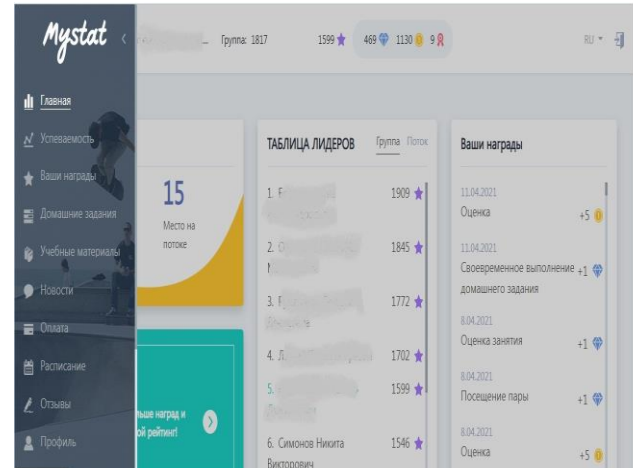 Mystat
Группа: 1817
1599
469
1130
9
RU
Главная
Успеваемость
Ваши награды
Домашние задания
Учебные материалы
Новости
Оплата
Расписание
Отзывы
Профиль
15
Место на
потоке
льше наград и
ой рейтинг!
ТАБЛИЦА ЛИДЕРОВ
Группа Поток
1. 1909
2. 1845
3. 1772
4. Л 1702
5. 1599
6. Симонов Никита 1546
Викторович
Ваши награды
11.04.2021
Оценка +5
11.04.2021
Своевременное выполнение +1
домашнего задания
8.04.2021
Оценка занятия +1
8.04.2021
Посещение пары +1
8.04.2021
Оценка +5